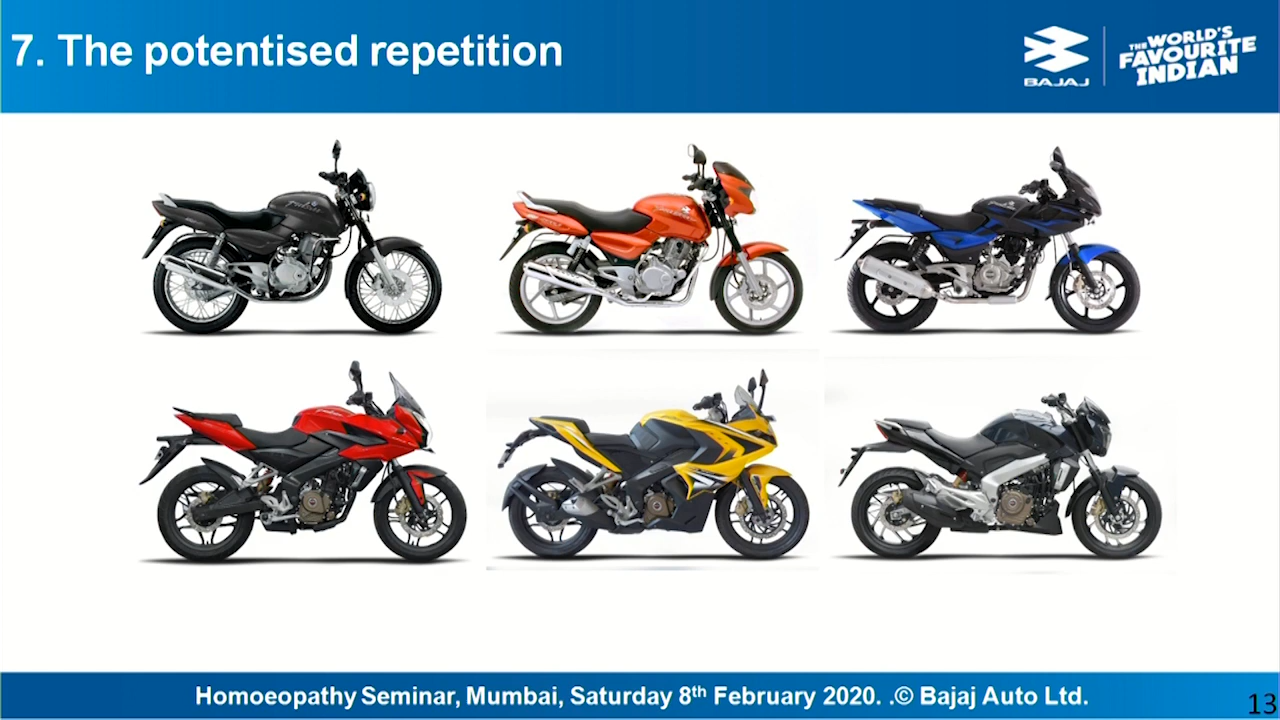 7. The potentised repetition
BAJAJ
THE WORLD'S
FAVOURITE
INDIAN
Homoeopathy Seminar, Mumbai, Saturday 8th February 2020. .© Bajaj Auto Ltd.
13